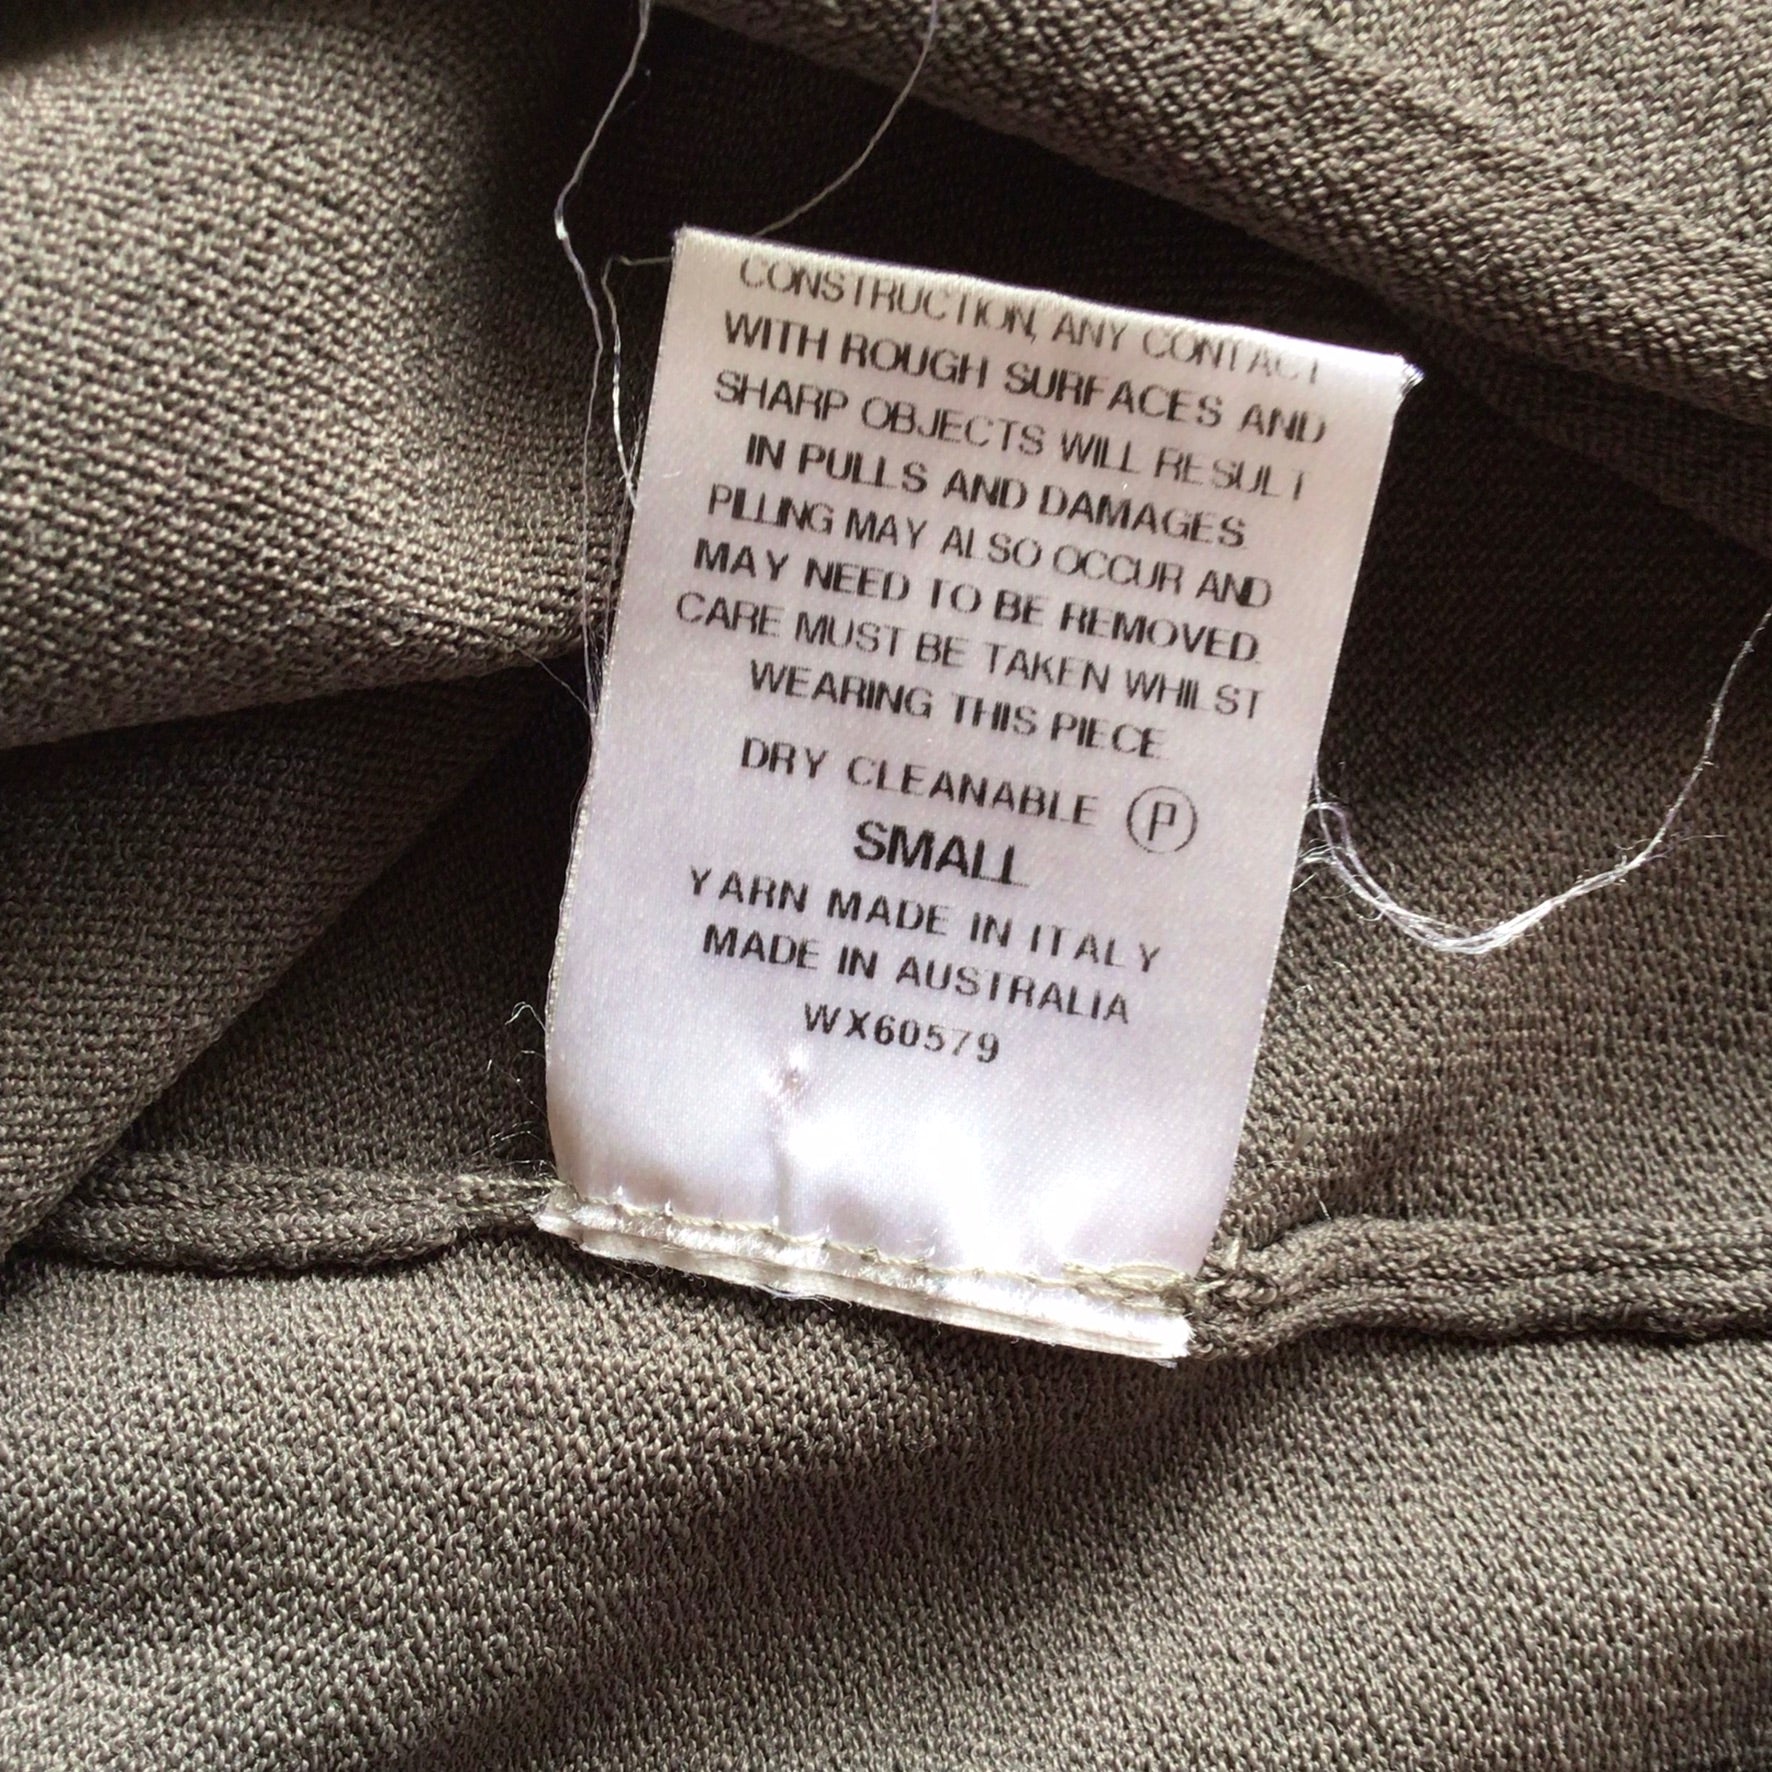 CONSTRUCTION, ANY CONTACT
WITH ROUGH SURFACES AND
SHARP OBJECTS WILL RESULT
IN PULLS AND DAMAGES.
PILLING MAY ALSO OCCUR AND
MAY NEED TO BE REMOVED.
CARE MUST BE TAKEN WHILST
WEARING THIS PIECE.
DRY CLEANABLE P
SMALL
YARN MADE IN ITALY
MADE IN AUSTRALIA
WX60579